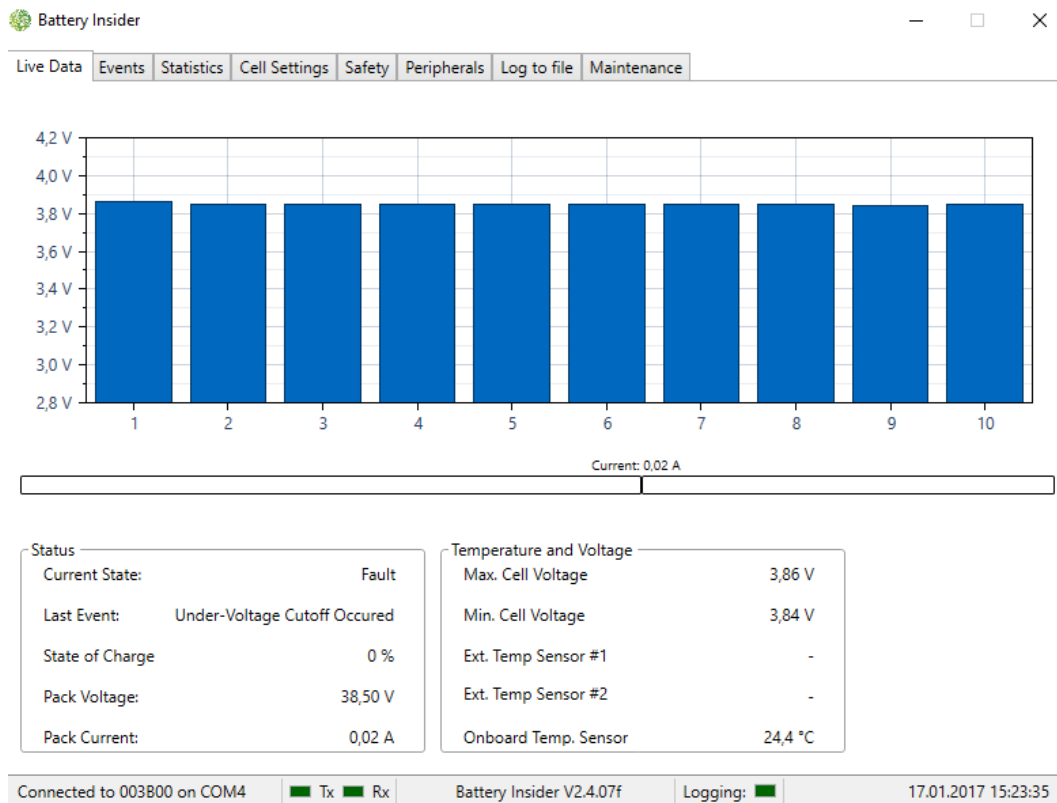 Battery Insider
Live Data Events Statistics Cell Settings Safety Peripherals Log to file Maintenance
4,2 V
4,0 V
3,8 V
3,6 V
3,4 V
3,2 V
3,0 V
2,8 V
1 2 3 4 5 6 7 8 9 10
Current: 0,02 A
Status
Current State: Fault
Last Event: Under-Voltage Cutoff Occured
State of Charge 0 %
Pack Voltage: 38,50 V
Pack Current: 0,02 A
Temperature and Voltage
Max. Cell Voltage 3,86 V
Min. Cell Voltage 3,84 V
Ext. Temp Sensor #1 -
Ext. Temp Sensor #2 -
Onboard Temp. Sensor 24,4 °C
Connected to 003B00 on COM4 Tx Rx Battery Insider V2.4.07f Logging: 17.01.2017 15:23:35